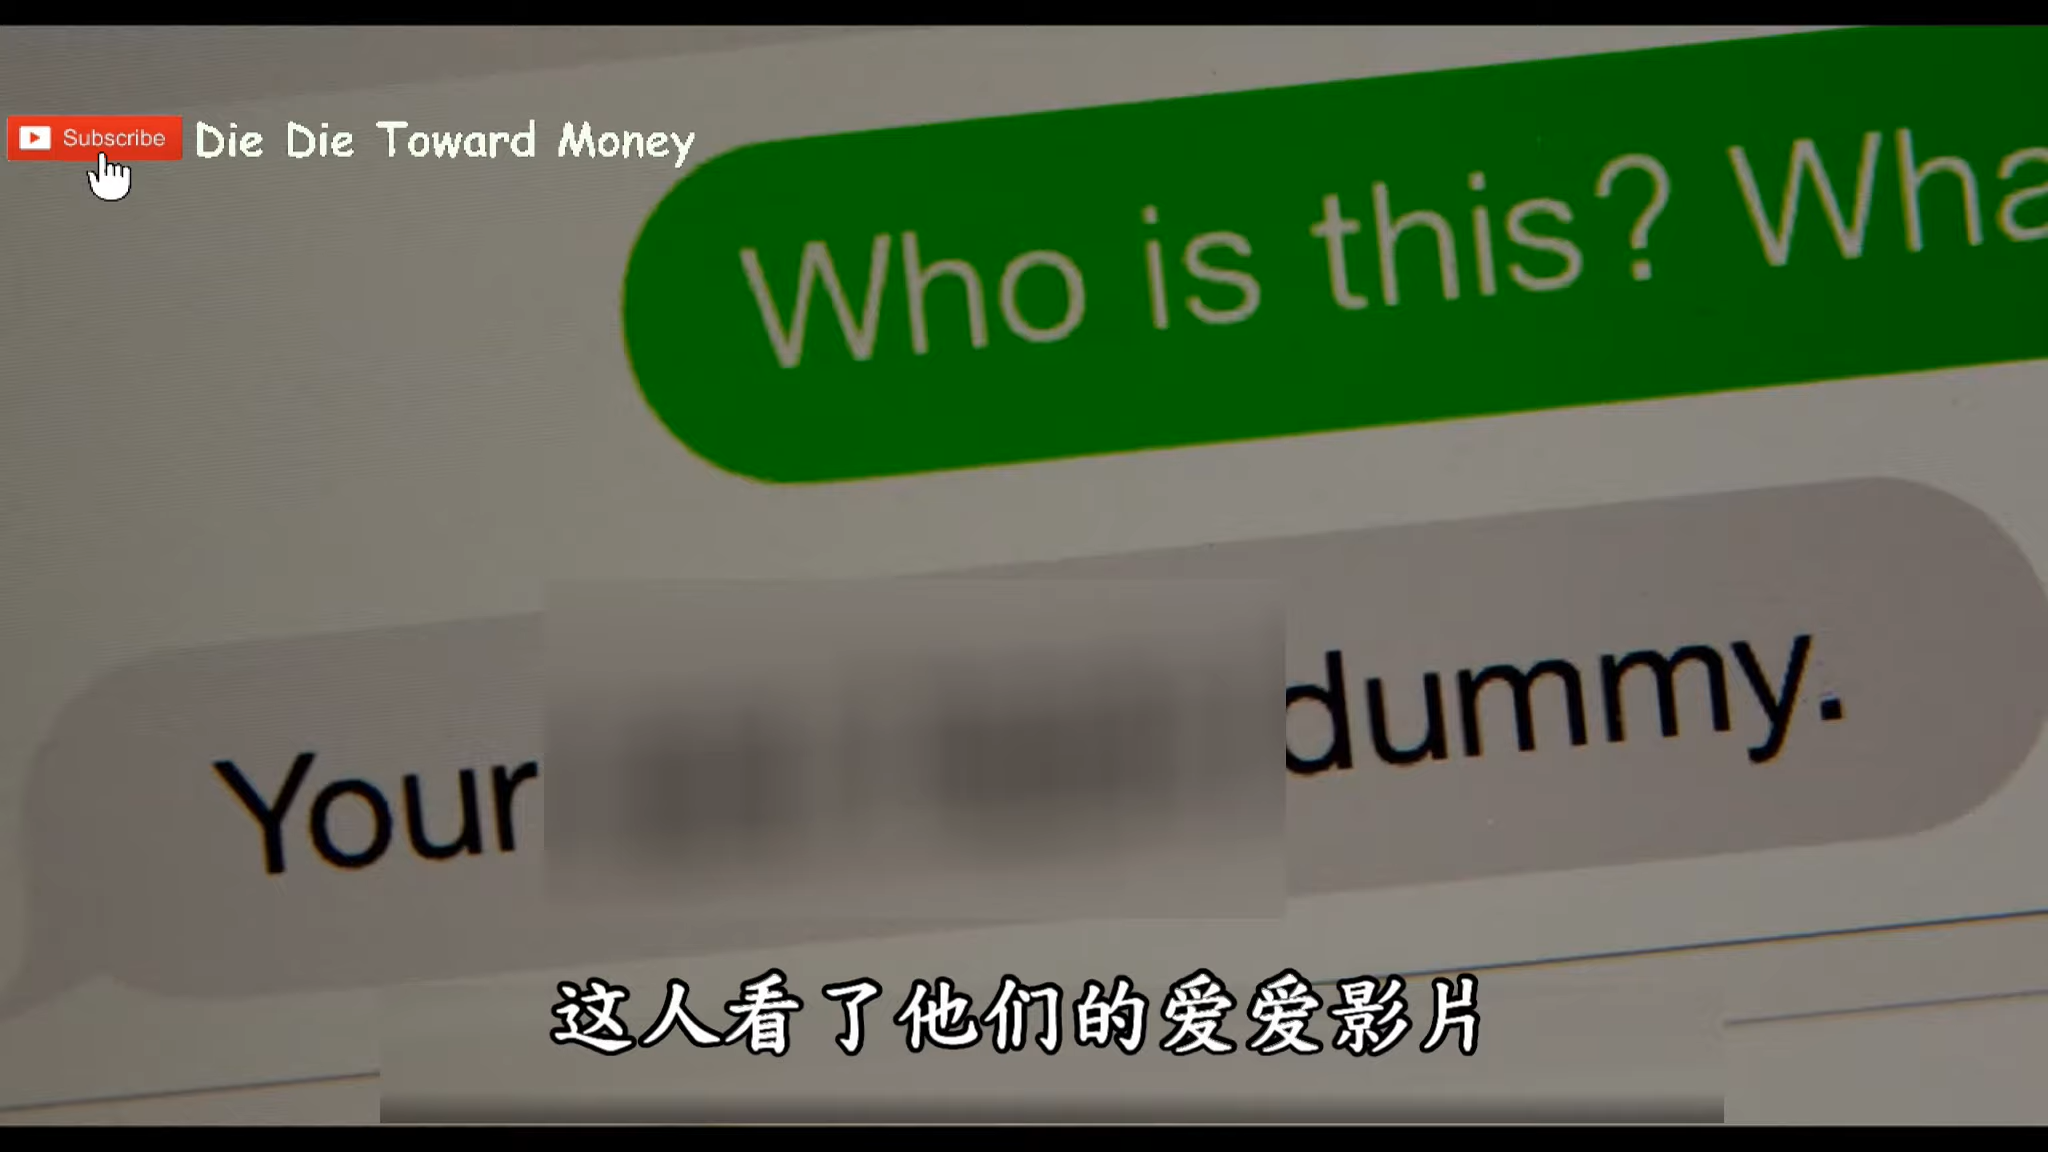 Subscribe Die Die Toward Money
Who is this? Wha
Your dummy.
这人看了他们的爱爱影片